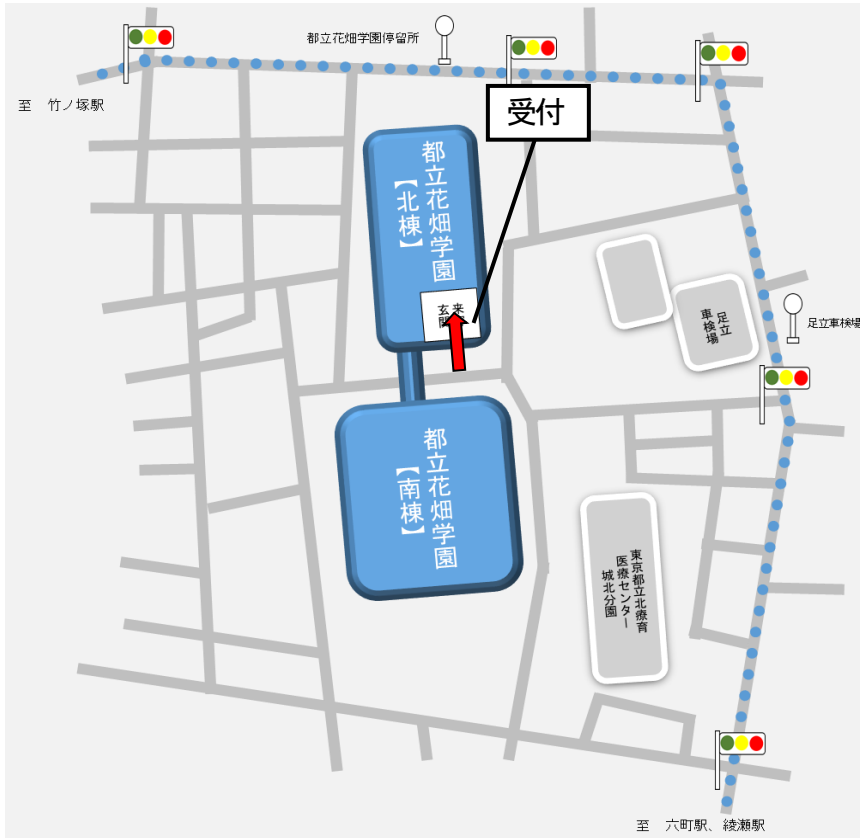 都立花畑学園停留所
至　竹ノ塚駅
受付
都立花畑学園
【北棟】
来
玄
足立
車検場
足立車検場
都立花畑学園
【南棟】
東京都立北療育
医療センター
城北分園
至　六町駅、綾瀬駅